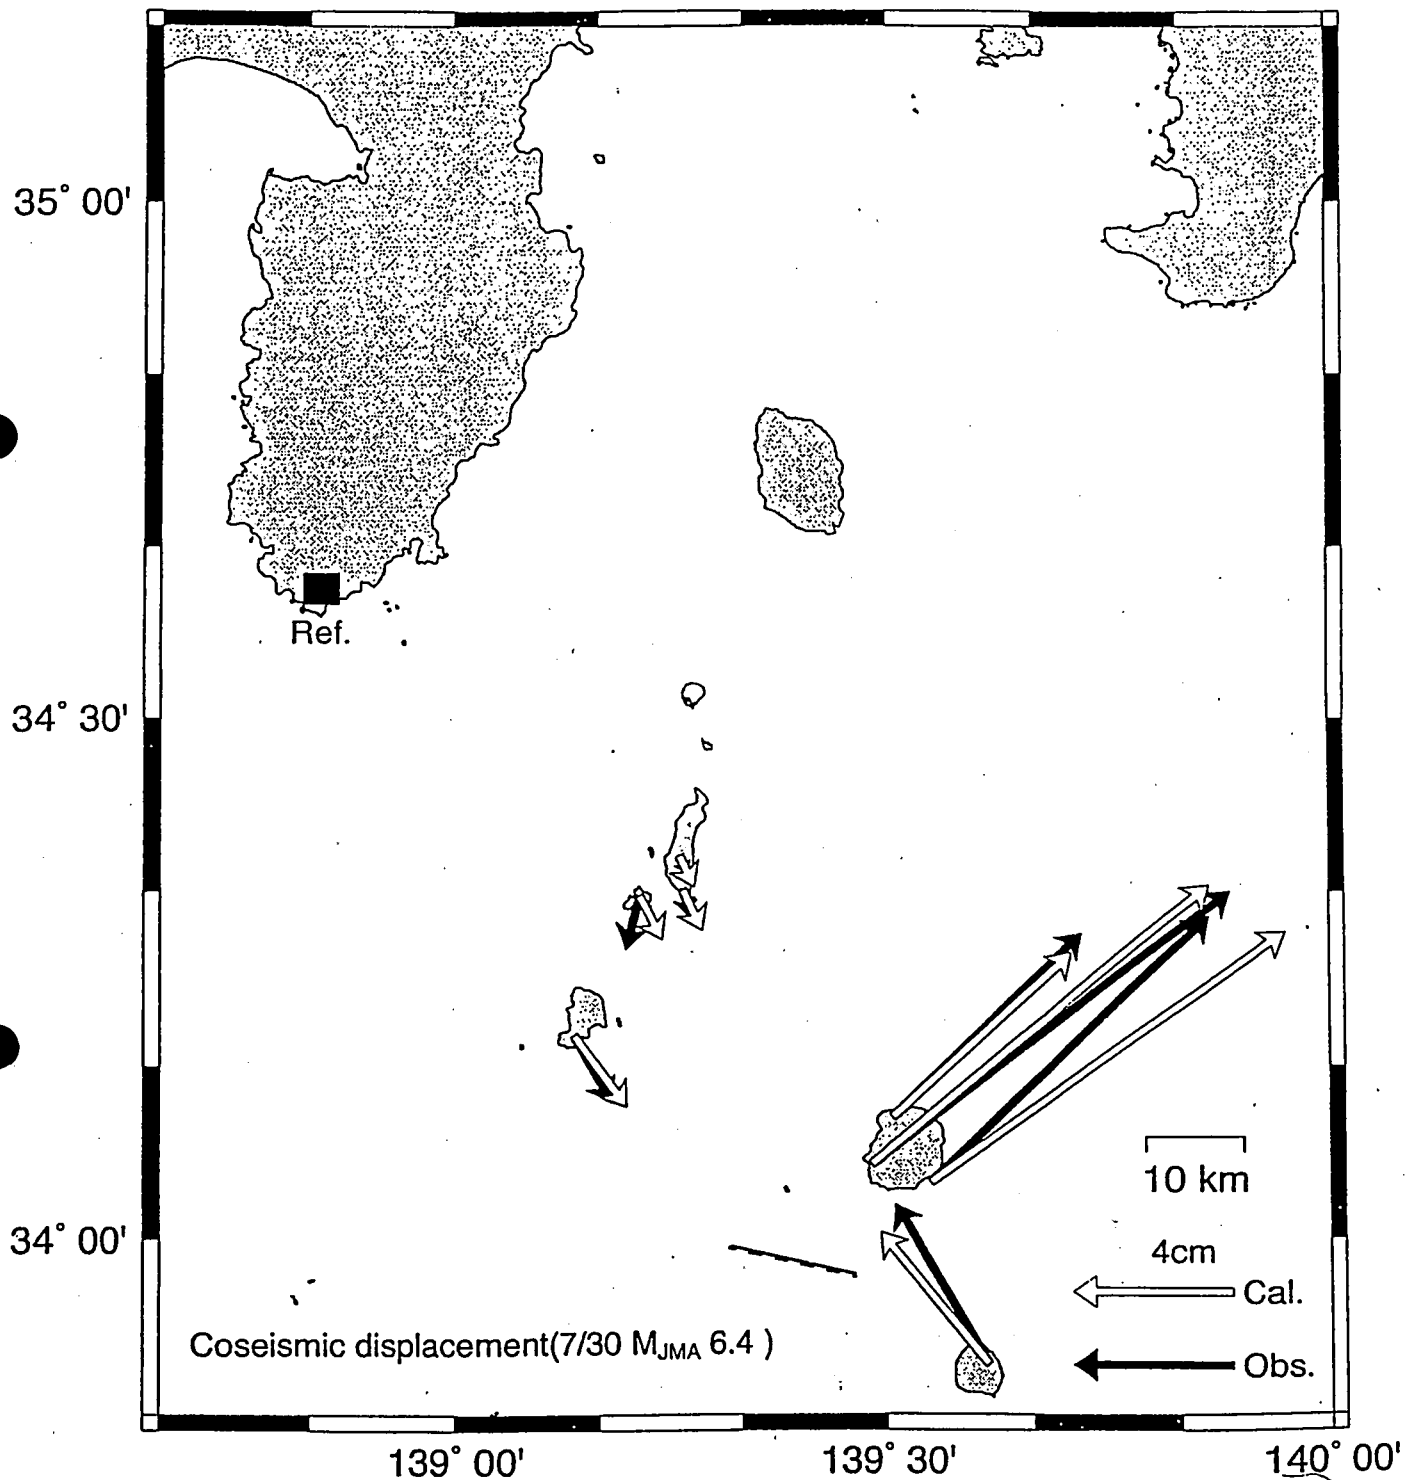 35° 00'
Ref.
34° 30'
10 km
34° 00'
4cm
Cal.
Coseismic displacement(7/30 MJMA 6.4 )
Obs.
139° 00'
139° 30'
140° 00'